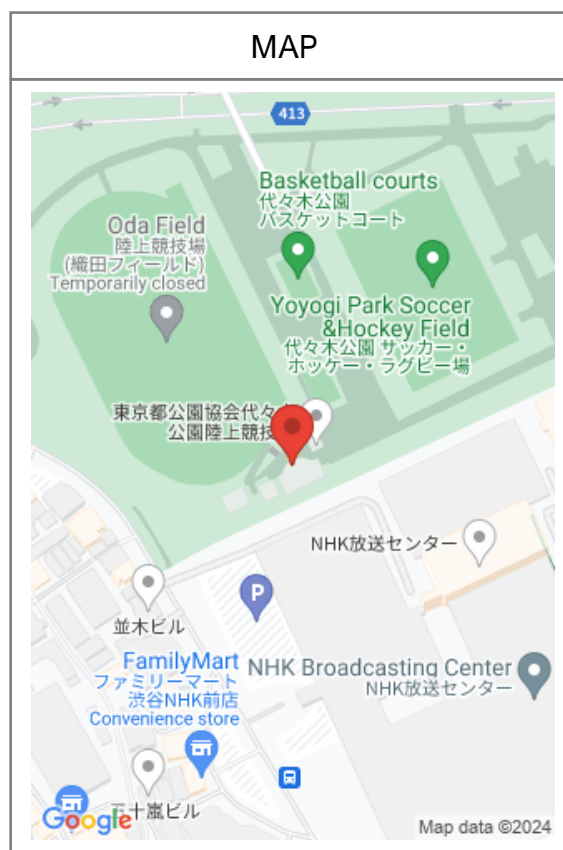 MAP
413
Basketball courts
代々木公園
バスケットコート
Oda Field
陸上競技場
(織田フィールド)
Temporarily closed
Yoyogi Park Soccer
&Hockey Field
代々木公園 サッカー・
ホッケー・ラグビー場
東京都公園協会代々
公園陸上競技
NHK放送センター
P
並木ビル
FamilyMart
ファミリーマート
渋谷NHK前店
Convenience store
NHK Broadcasting Center
NHK放送センター
十嵐ビル
Google
Map data ©2024